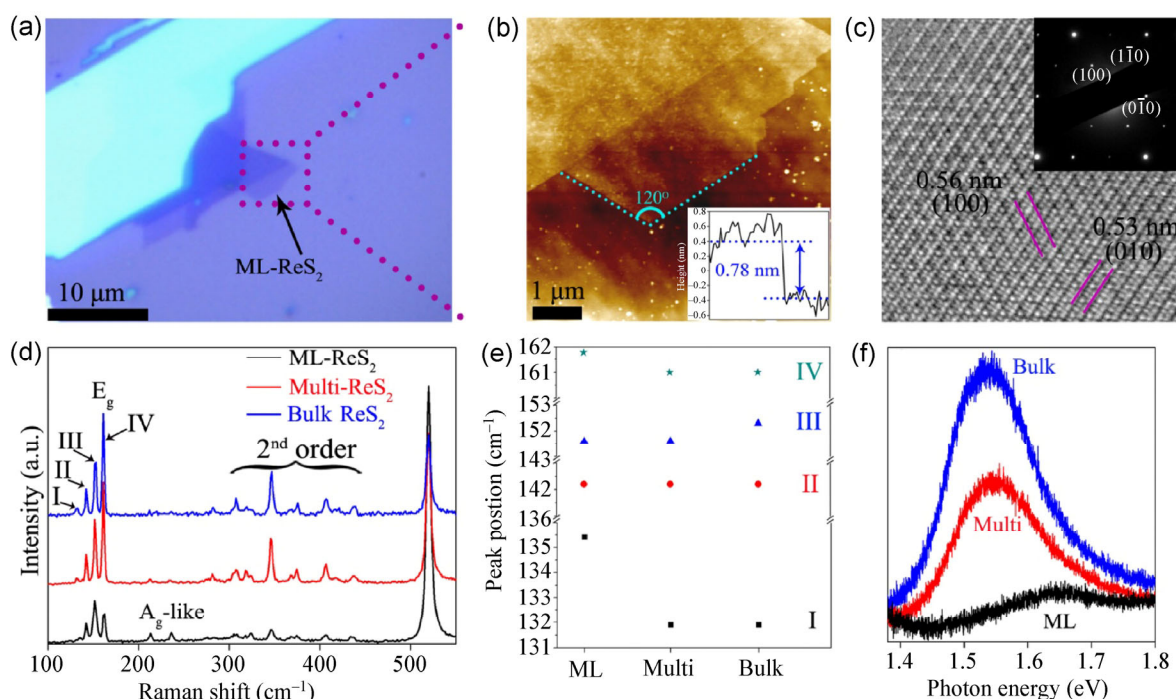 (a)
ML-ReS₂
10 μm
(b)
120°
1 μm
Height (nm)
0.8
0.6
0.4
0.2
0
−0.2
−0.4
−0.6
0.78 nm
(c)
(100)
(1̄10)
(01̄0)
0.56 nm
(100)
0.53 nm
(010)
(d)
Intensity (a.u.)
ML-ReS₂
Multi-ReS₂
Bulk ReS₂
E_g
IV
III
II
I
2nd order
A_g-like
100 200 300 400 500
Raman shift (cm⁻¹)
(e)
Peak postion (cm⁻¹)
162
161
153
152
143
142
136
135
133
132
131
IV
III
II
I
ML Multi Bulk
(f)
Bulk
Multi
ML
1.4 1.5 1.6 1.7 1.8
Photon energy (eV)